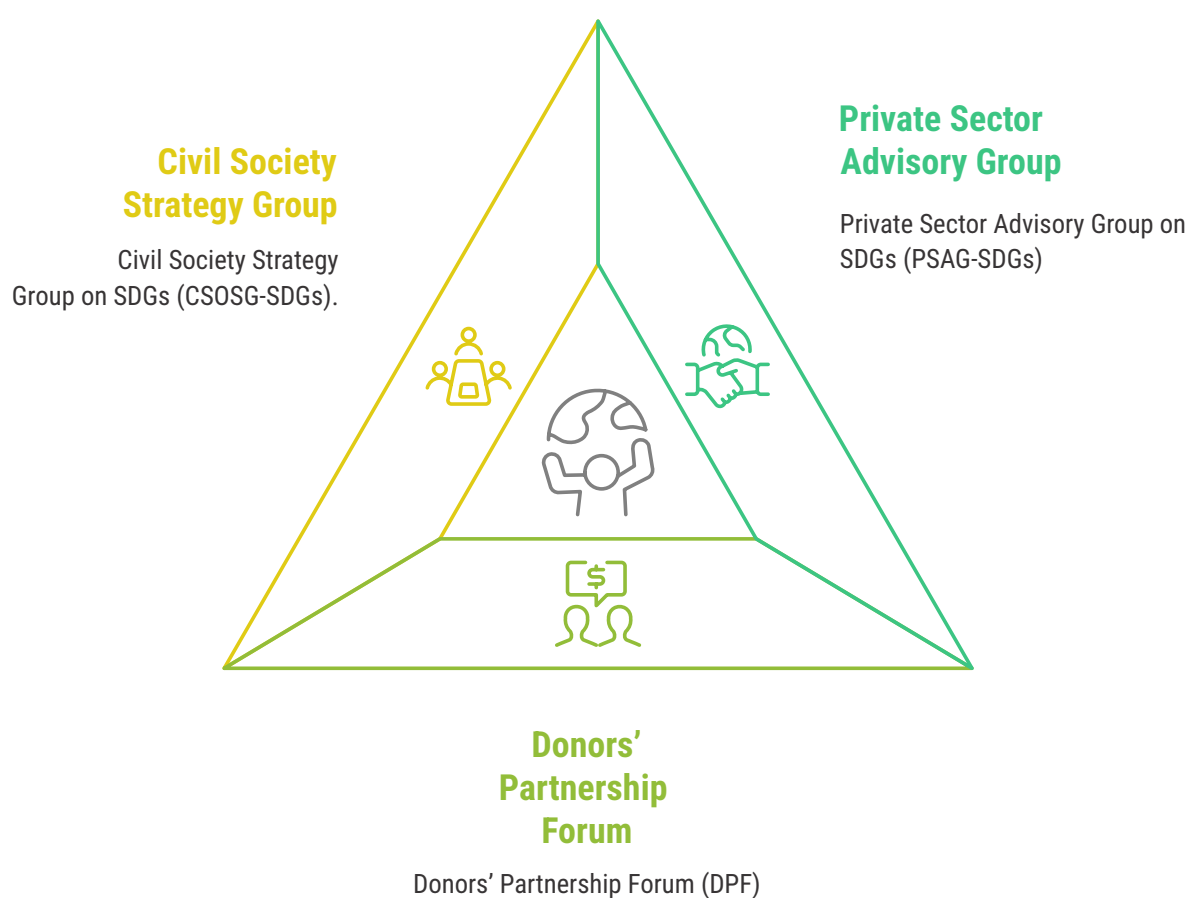 Civil Society
Strategy Group
Civil Society Strategy
Group on SDGs (CSOSG-SDGs).
Private Sector
Advisory Group
Private Sector Advisory Group on
SDGs (PSAG-SDGs)
$
Donors’
Partnership
Forum
Donors’ Partnership Forum (DPF)